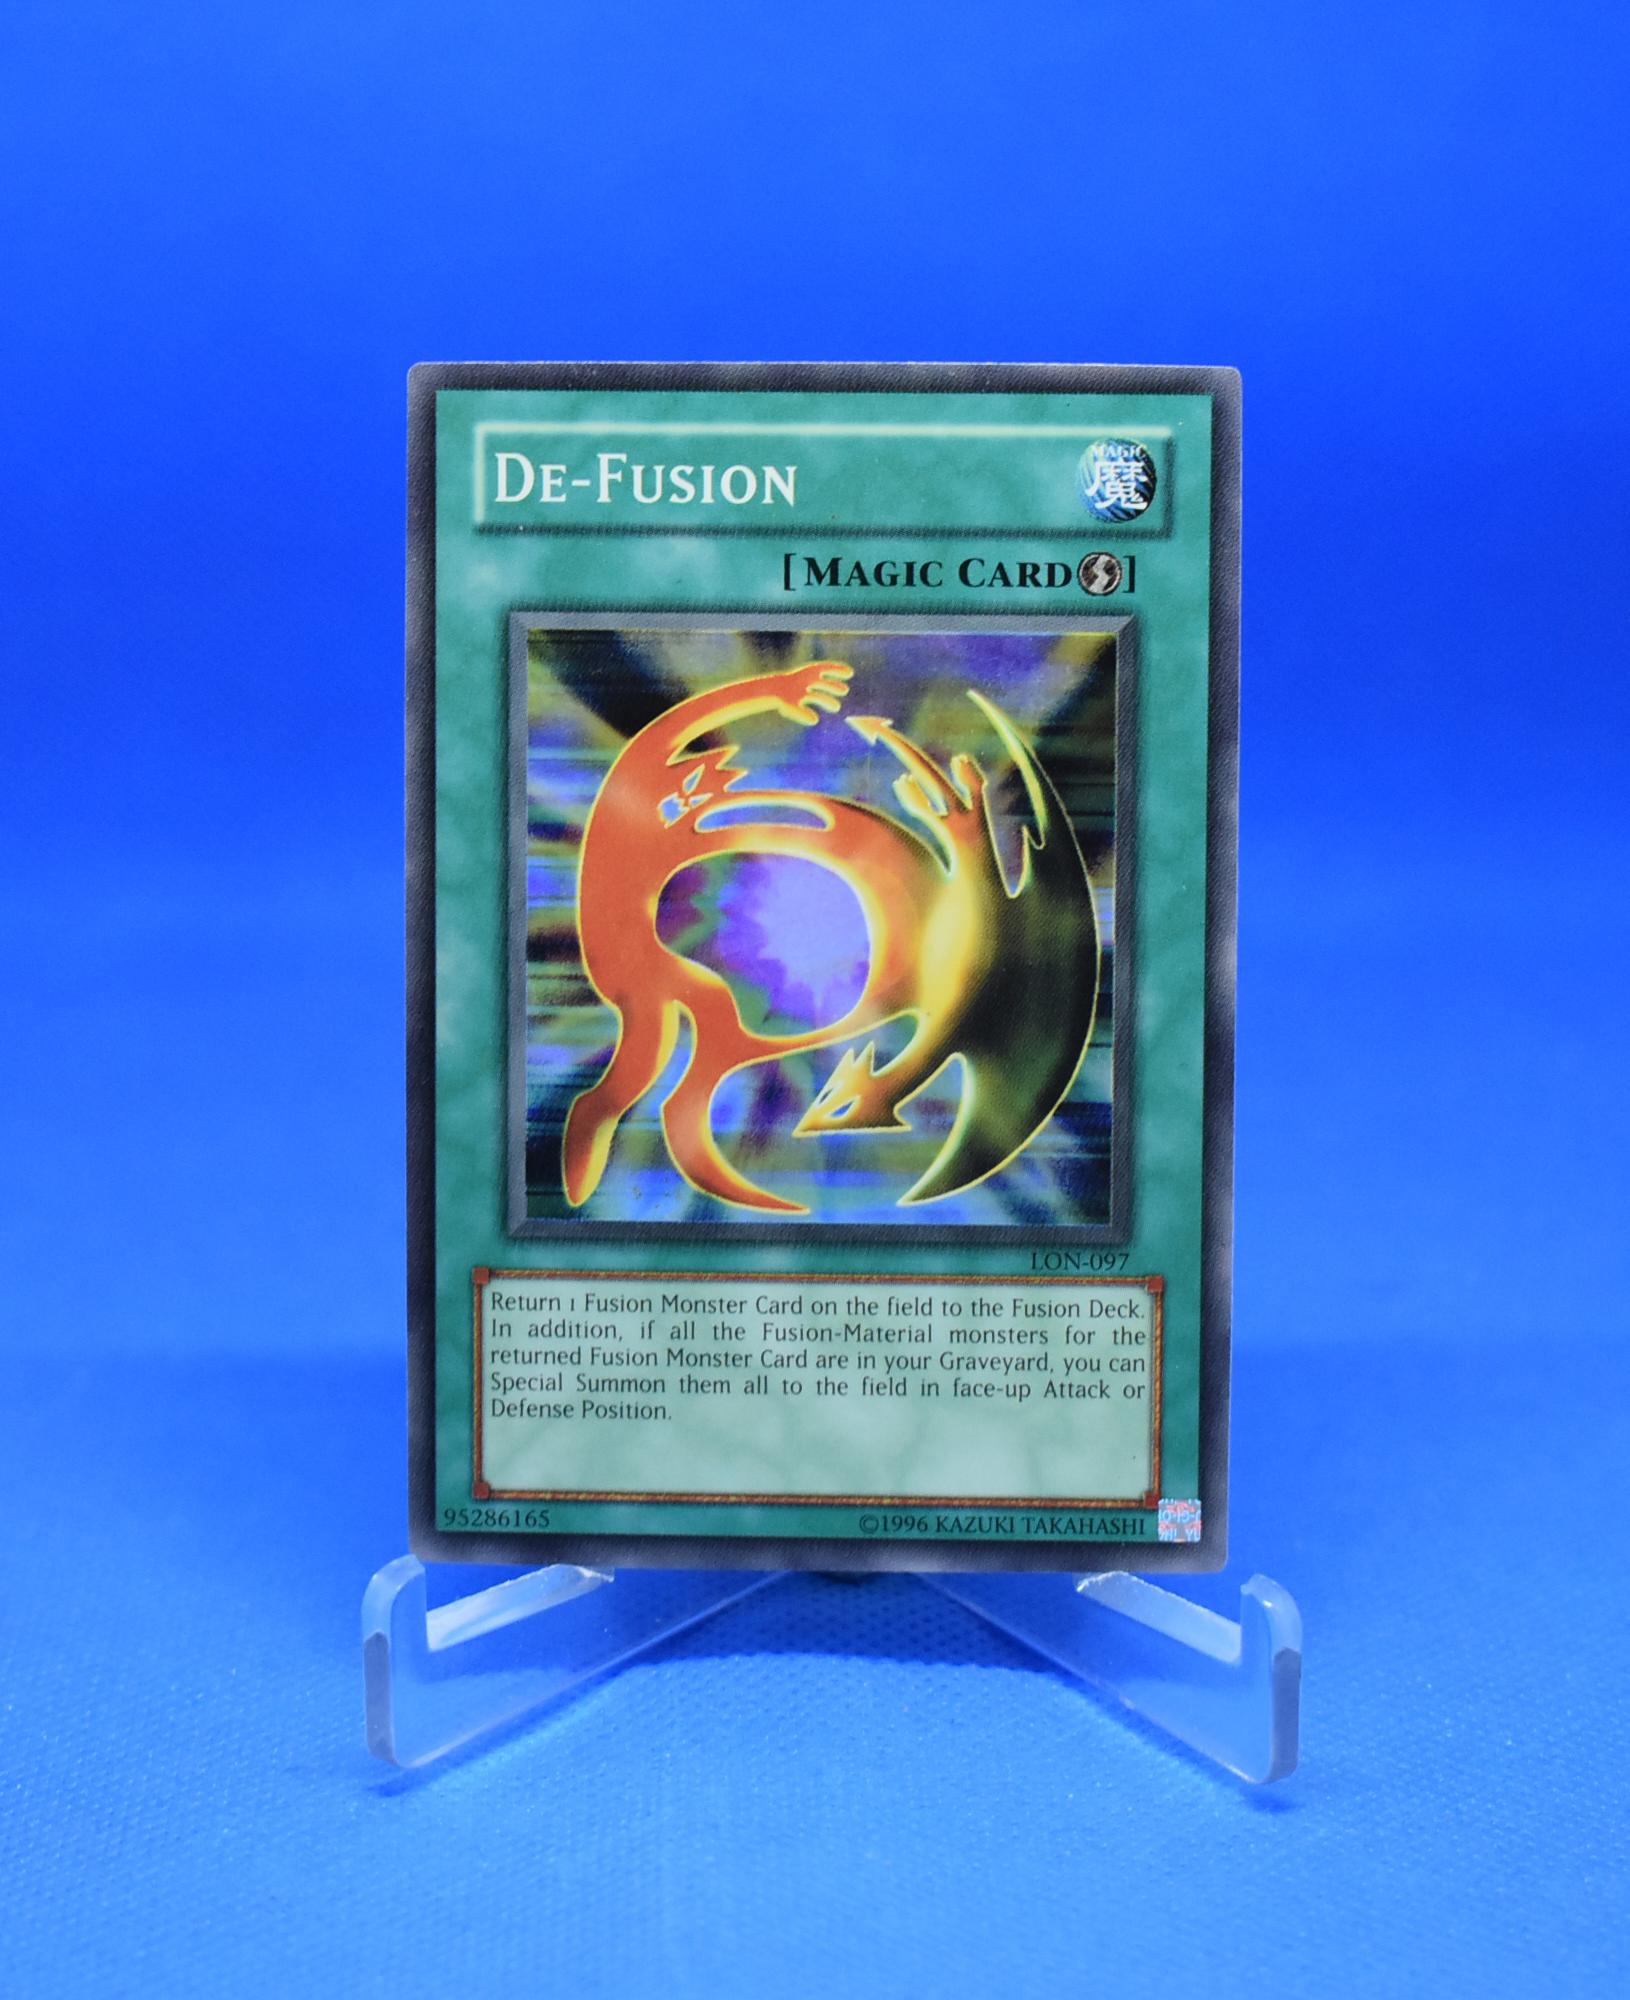 De-Fusion
MAGIC
魔
[Magic Card]
LON-097
Return 1 Fusion Monster Card on the field to the Fusion Deck.
In addition, if all the Fusion-Material monsters for the
returned Fusion Monster Card are in your Graveyard, you can
Special Summon them all to the field in face-up Attack or
Defense Position.
95286165
©1996 KAZUKI TAKAHASHI